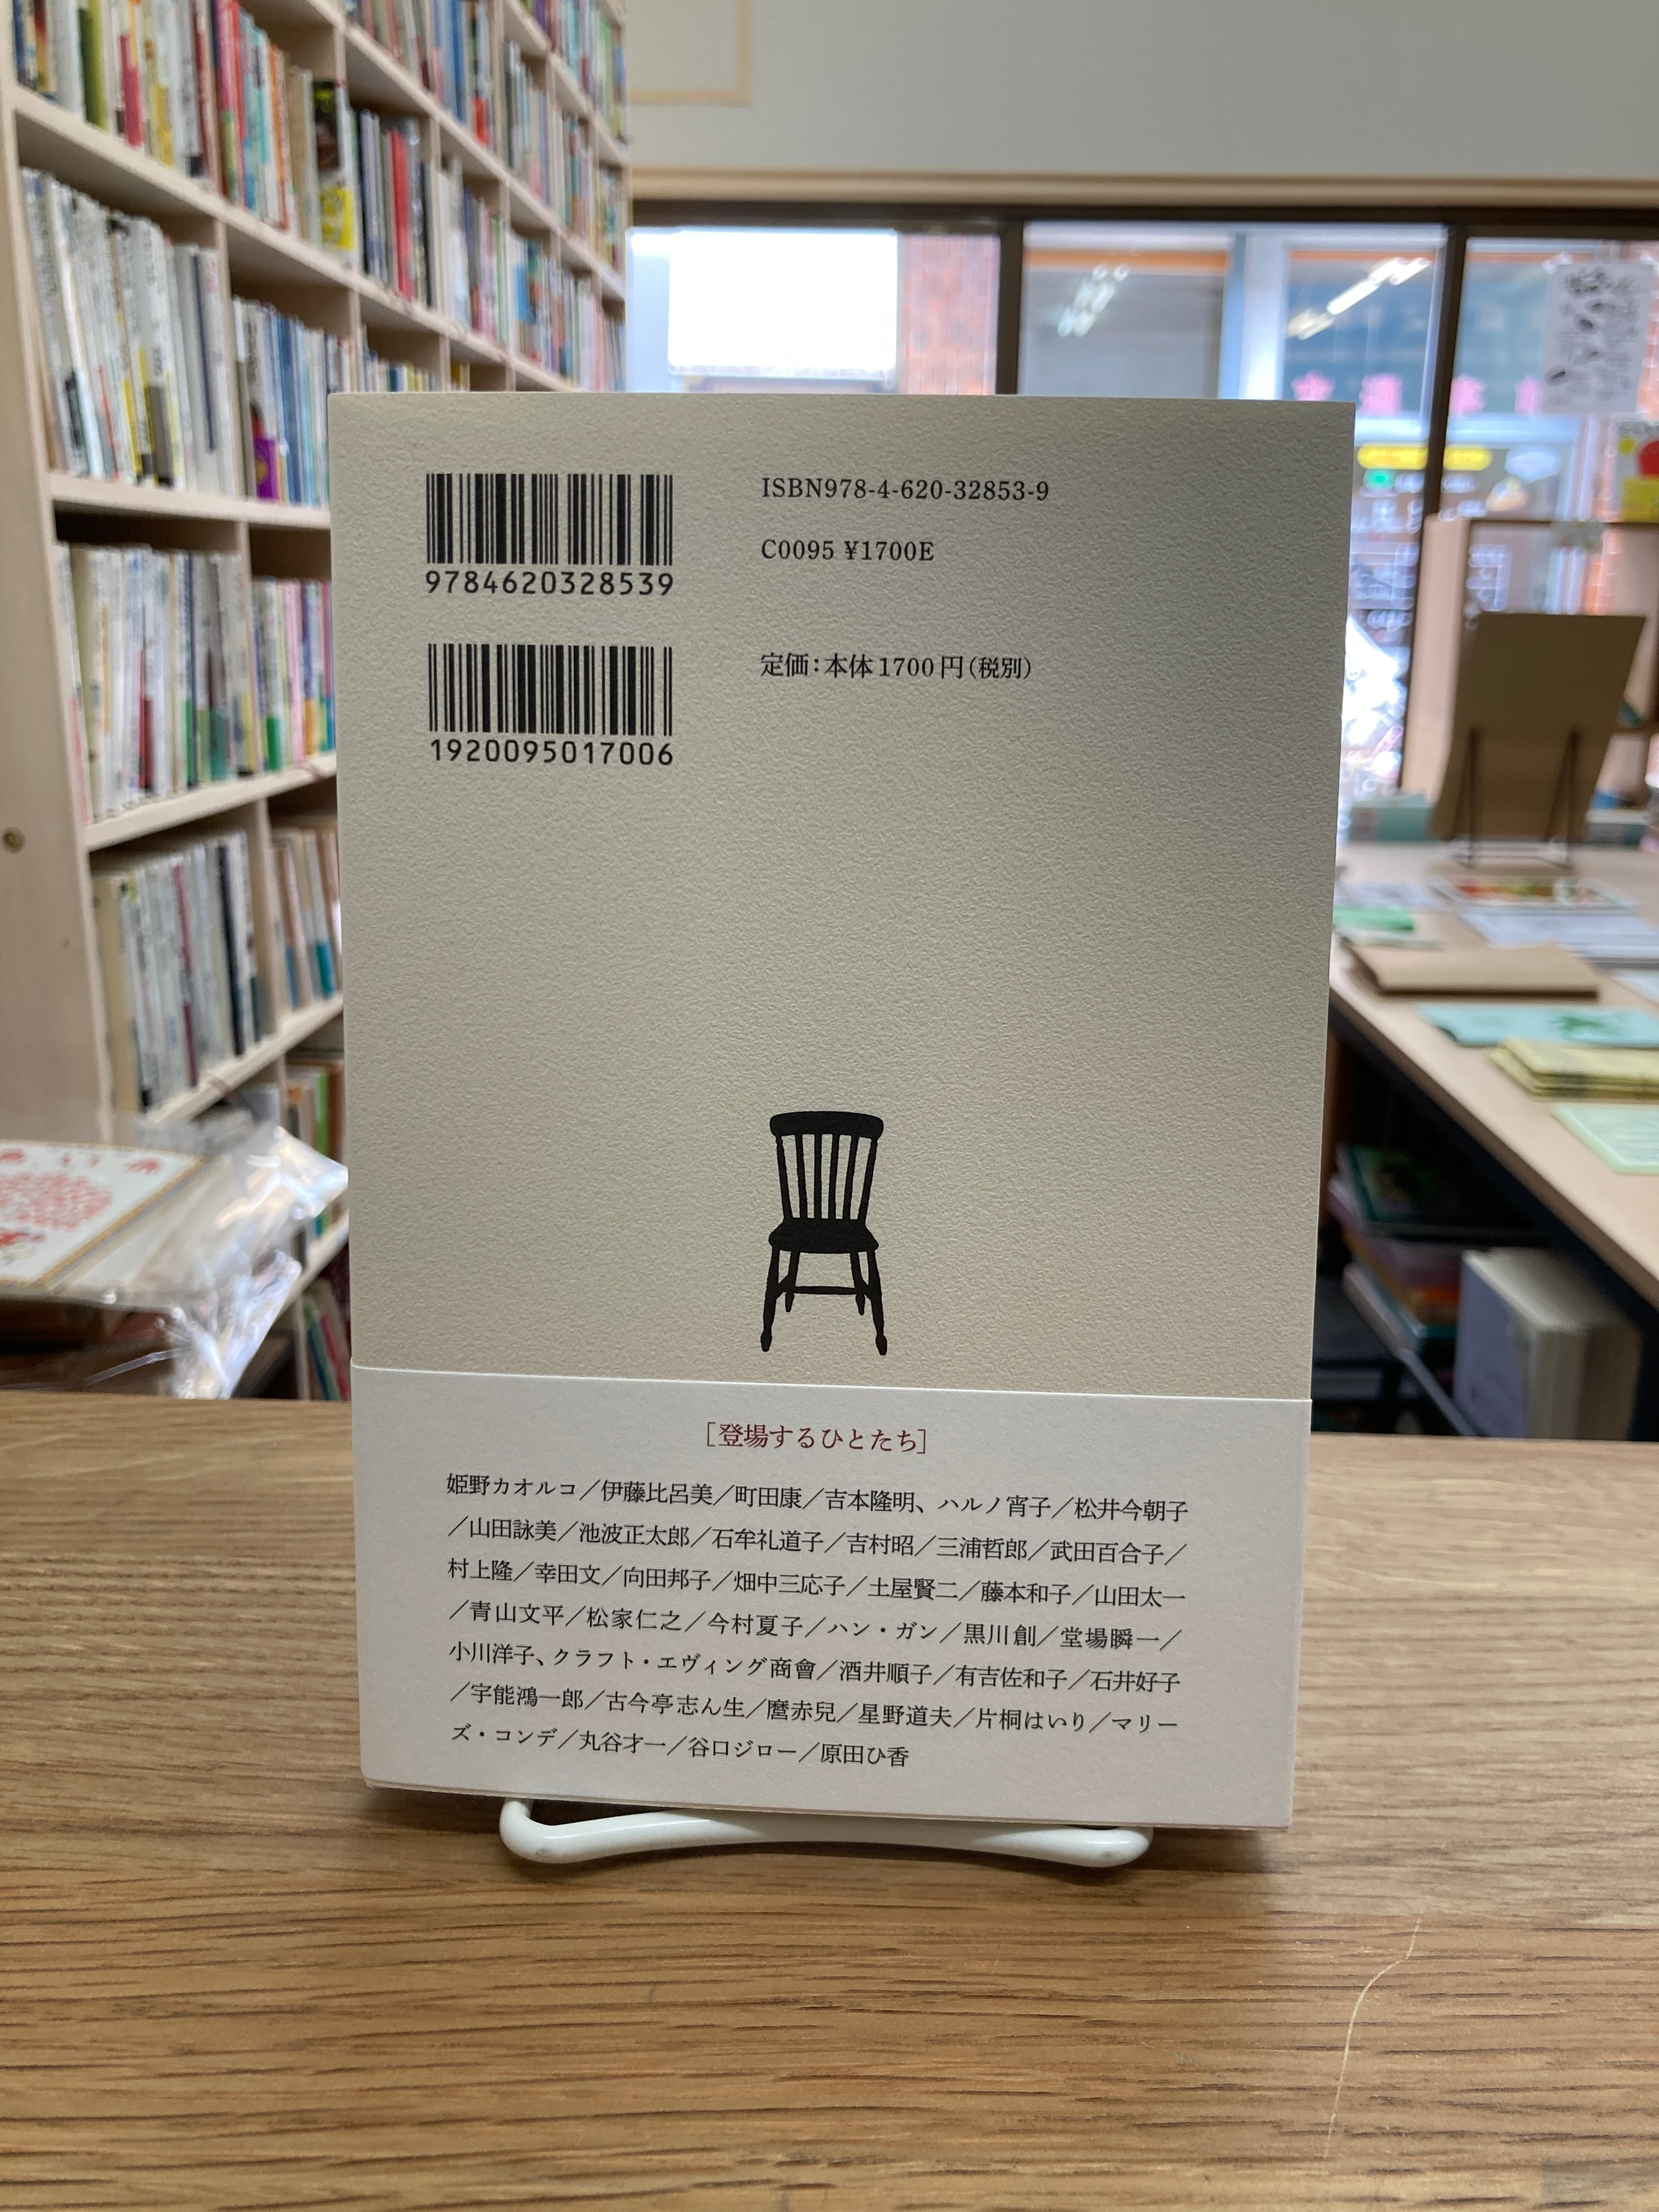 9784620328539
1920095017006
ISBN978-4-620-32853-9
C0095 ¥1700E
定価：本体1700円（税別）
［登場するひとたち］
姫野カオルコ／伊藤比呂美／町田康／吉本隆明、ハルノ宵子／松井今朝子
／山田詠美／池波正太郎／石牟礼道子／吉村昭／三浦哲郎／武田百合子／
村上隆／幸田文／向田邦子／畑中三応子／土屋賢二／藤本和子／山田太一
／青山文平／松家仁之／今村夏子／ハン・ガン／黒川創／堂場瞬一／
小川洋子、クラフト・エヴィング商會／酒井順子／有吉佐和子／石井好子
／宇能鴻一郎／古今亭志ん生／麿赤兒／星野道夫／片桐はいり／マリー
ズ・コンデ／丸谷才一／谷口ジロー／原田ひ香